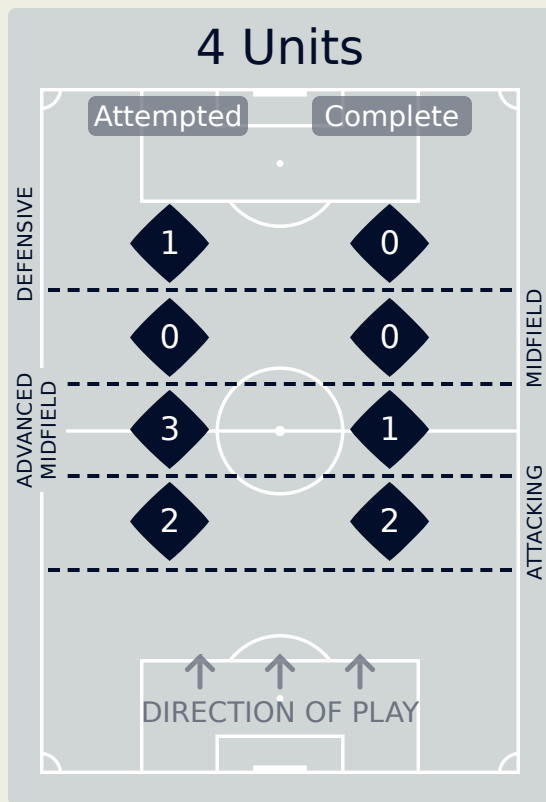 4 Units
Attempted
Complete
DEFENSIVE
1
0
MIDFIELD
0
0
ADVANCED
MIDFIELD
3
1
ATTACKING
2
2
DIRECTION OF PLAY